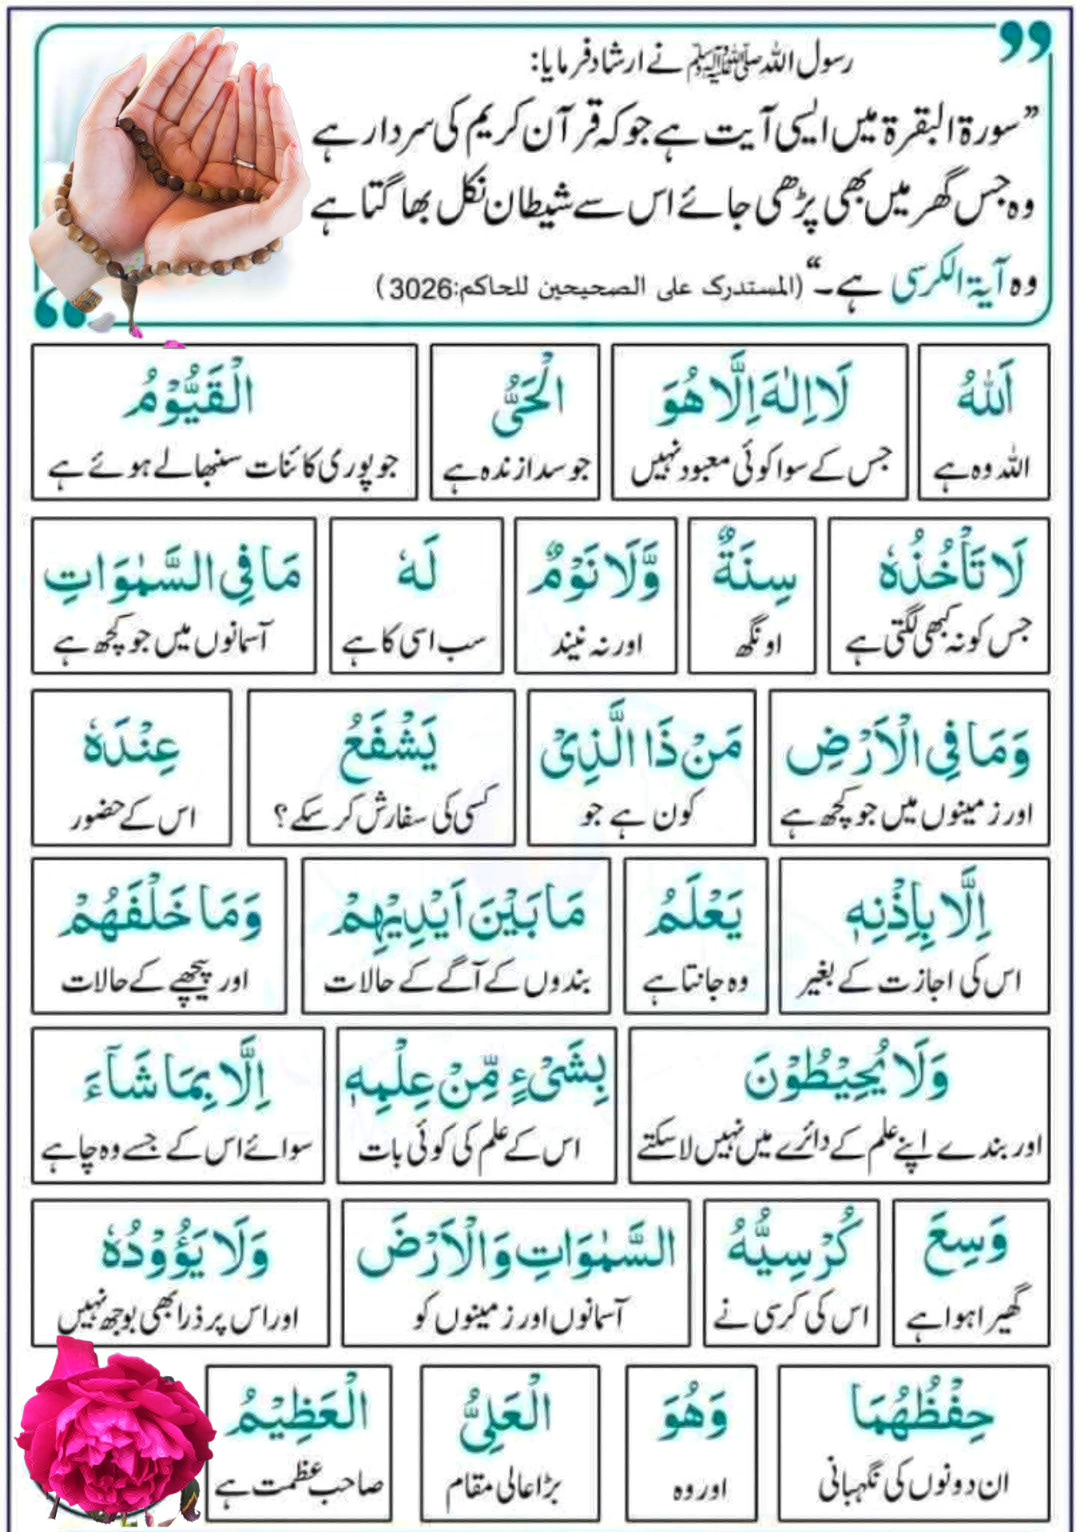 رسول اللہ ﷺ نے ارشاد فرمایا:
”سورۃ البقرۃ میں ایسی آیت ہے جو کہ قرآن کریم کی سردار ہے
وہ جس گھر میں بھی پڑھی جائے اس سے شیطان نکل بھاگتا ہے
وہ آیۃ الکرسی ہے۔“ (المستدرک علی الصحیحین للحاکم:3026)
اَللہُ لَا اِلٰہَ اِلَّا ھُوَ الْحَیُّ الْقَیُّوْمُ
اللہ وہ ہے جس کے سوا کوئی معبود نہیں جو سدا زندہ ہے جو پوری کائنات سنبھالے ہوئے ہے
لَا تَاْخُذُہٗ سِنَۃٌ وَّلَا نَوْمٌ لَہٗ مَا فِی السَّمٰوَاتِ
جس کو نہ کبھی لگتی ہے اونگھ اور نہ نیند سب اسی کا ہے آسمانوں میں جو کچھ ہے
وَمَا فِی الْاَرْضِ مَنْ ذَا الَّذِیْ یَشْفَعُ عِنْدَہٗ
اور زمینوں میں جو کچھ ہے کون ہے جو کسی کی سفارش کر سکے؟ اس کے حضور
اِلَّا بِاِذْنِہٖ یَعْلَمُ مَا بَیْنَ اَیْدِیْہِمْ وَمَا خَلْفَھُمْ
اس کی اجازت کے بغیر وہ جانتا ہے بندوں کے آگے کے حالات اور پیچھے کے حالات
وَلَا یُحِیْطُوْنَ بِشَیْءٍ مِّنْ عِلْمِہٖ اِلَّا بِمَا شَآءَ
اور بندے اپنے علم کے دائرے میں نہیں لا سکتے اس کے علم کی کوئی بات سوائے اس کے جسے وہ چاہے
وَسِعَ کُرْسِیُّہُ السَّمٰوَاتِ وَالْاَرْضَ وَلَا یَؤُوْدُہٗ
گھیرا ہوا ہے اس کی کرسی نے آسمانوں اور زمینوں کو اور اس پر ذرا بھی بوجھ نہیں
حِفْظُھُمَا وَھُوَ الْعَلِیُّ الْعَظِیْمُ
ان دونوں کی نگہبانی اور وہ بڑا عالی مقام صاحب عظمت ہے